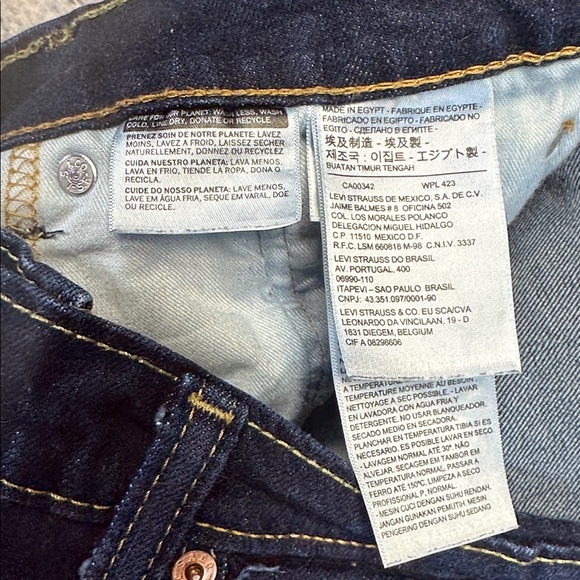 CARE FOR OUR PLANET: WASH LESS, WASH
COLD, LINE DRY, DONATE OR RECYCLE
PRENEZ SOIN DE NOTRE PLANETE: LAVEZ
MOINS, LAVEZ A FROID, LAISSEZ SECHER
NATURELLEMENT, DONNEZ OU RECYCLEZ
CUIDA NUESTRO PLANETA: LAVA MENOS,
LAVA EN FRIO, TIENDE LA ROPA, DONA O
RECICLA.
CUIDE DO NOSSO PLANETA: LAVE MENOS,
LAVE EM ÁGUA FRIA, SEQUE EM VARAL, DOE
OU RECICLE.
MADE IN EGYPT - FABRIQUE EN EGYPTE -
FABRICADO EN EGIPTO - FABRICADO NO
EGITO - СДЕЛАНО В ЕГИПТЕ -
埃及制造 - 埃及製 -
제조국 : 이집트 - エジプト製 -
BUATAN TIMUR TENGAH
CA00342 WPL 423
LEVI STRAUSS DE MEXICO, S.A. DE C.V.
JAIME BALMES # 8 OFICINA 502
COL. LOS MORALES POLANCO
DELEGACION MIGUEL HIDALGO
C.P. 11510 MEXICO D.F.
R.F.C. LSM 660818 M-98 C.N.I.V. 3337
LEVI STRAUSS DO BRASIL
AV. PORTUGAL, 400
06990-110
ITAPEVI - SAO PAULO BRASIL
CNPJ: 43.351.097/0001-90
LEVI STRAUSS & CO. EU SCA/CVA
LEONARDO DA VINCILAAN, 19 - D
1831 DIEGEM, BELGIUM
CIF A 08298606
A TEMPERATURE
TEMPERATURE MOYENNE AU BESOIN
NETTOYAGE A SEC POSSIBLE. - LAVAR
EN LAVADORA CON AGUA FRIA Y
DETERGENTE. NO USAR BLANQUEADOR.
SECADO MEDIO EN SECADORA.
PLANCHAR EN TEMPERATURA TIBIA SI ES
NECESARIO. ES POSIBLE LAVAR EN SECO.
- LAVAGEM NORMAL ATÉ 30º. NÃO
ALVEJAR. SECAGEM EM TAMBOR EM
TEMPERATURA NORMAL. PASSAR A
FERRO ATÉ 150ºC. LIMPEZA A SECO
PROFISSIONAL P, NORMAL.
- MESIN CUCI DENGAN SUHU RENDAH.
JANGAN GUNAKAN PEMUTIH. MESIN
PENGERING DENGAN SUHU SEDANG